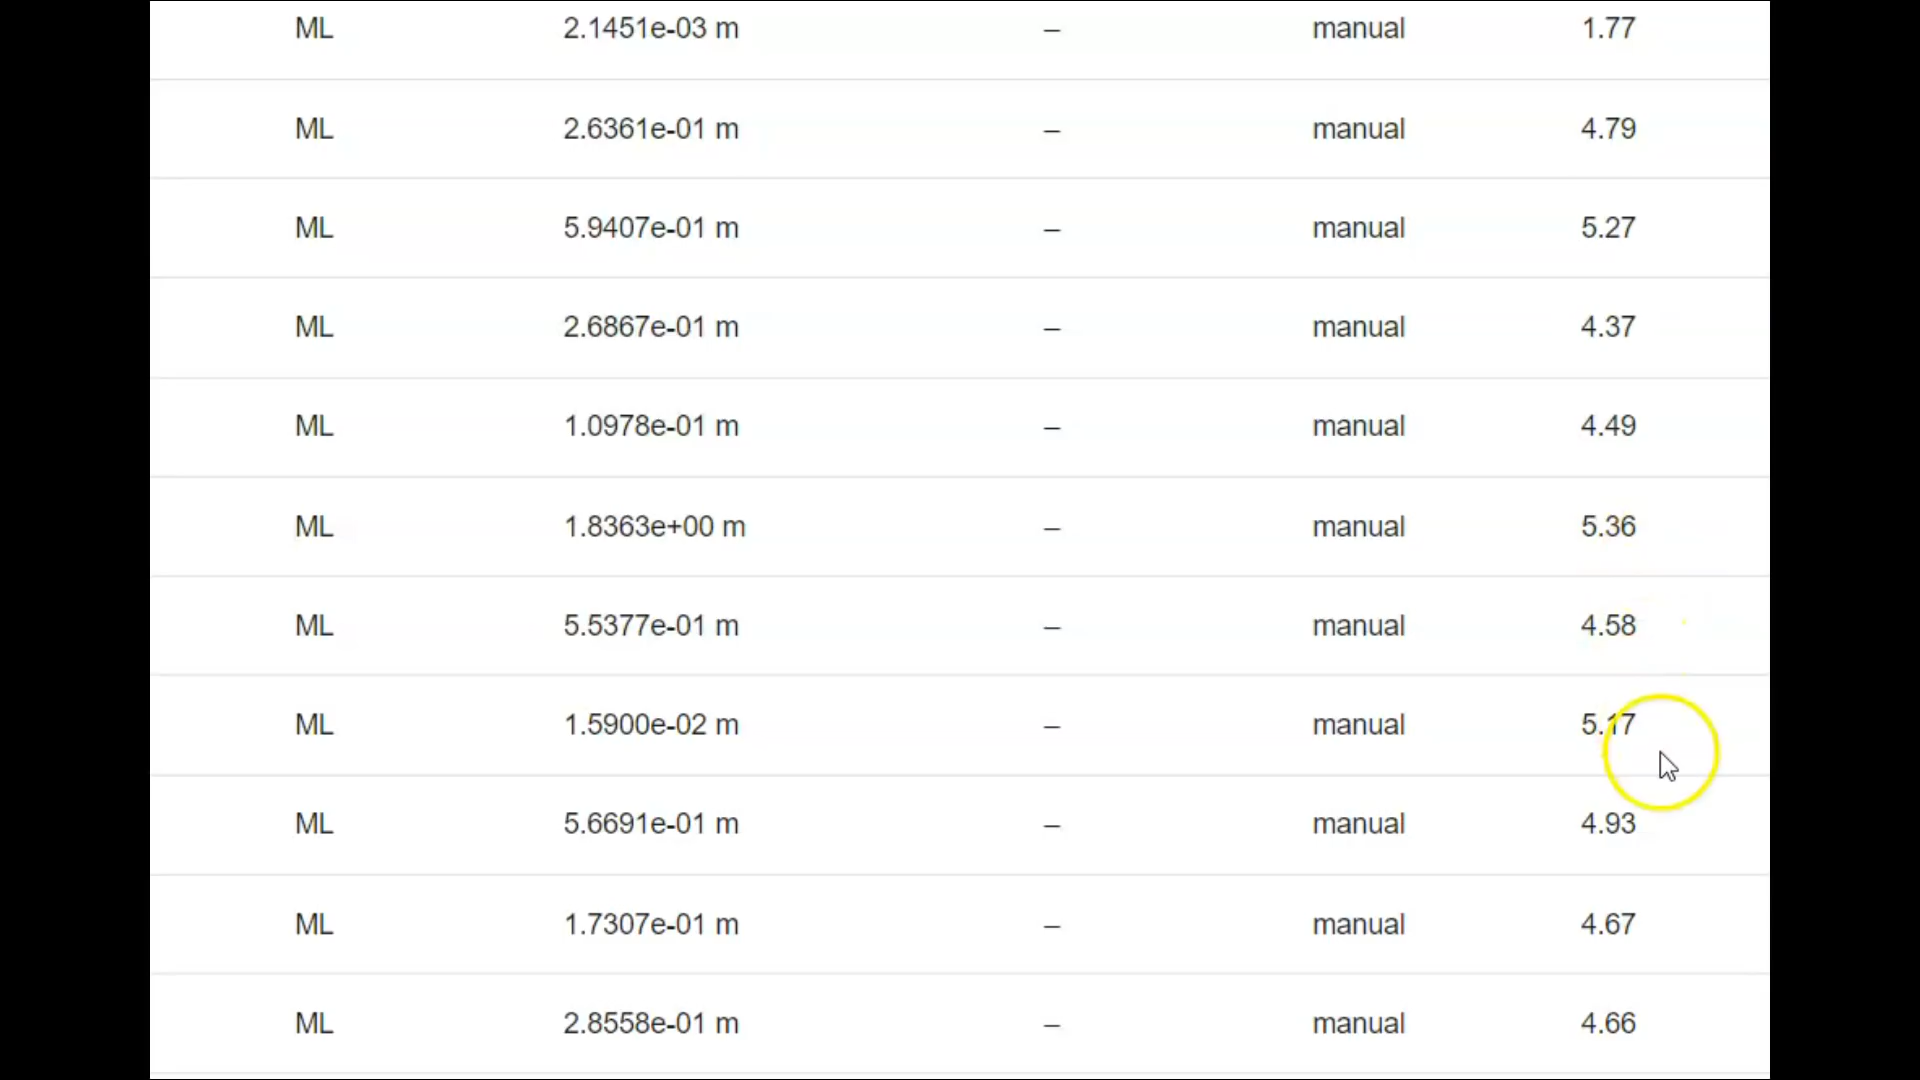 ML 2.1451e-03 m – manual 1.77
ML 2.6361e-01 m – manual 4.79
ML 5.9407e-01 m – manual 5.27
ML 2.6867e-01 m – manual 4.37
ML 1.0978e-01 m – manual 4.49
ML 1.8363e+00 m – manual 5.36
ML 5.5377e-01 m – manual 4.58
ML 1.5900e-02 m – manual 5.17
ML 5.6691e-01 m – manual 4.93
ML 1.7307e-01 m – manual 4.67
ML 2.8558e-01 m – manual 4.66